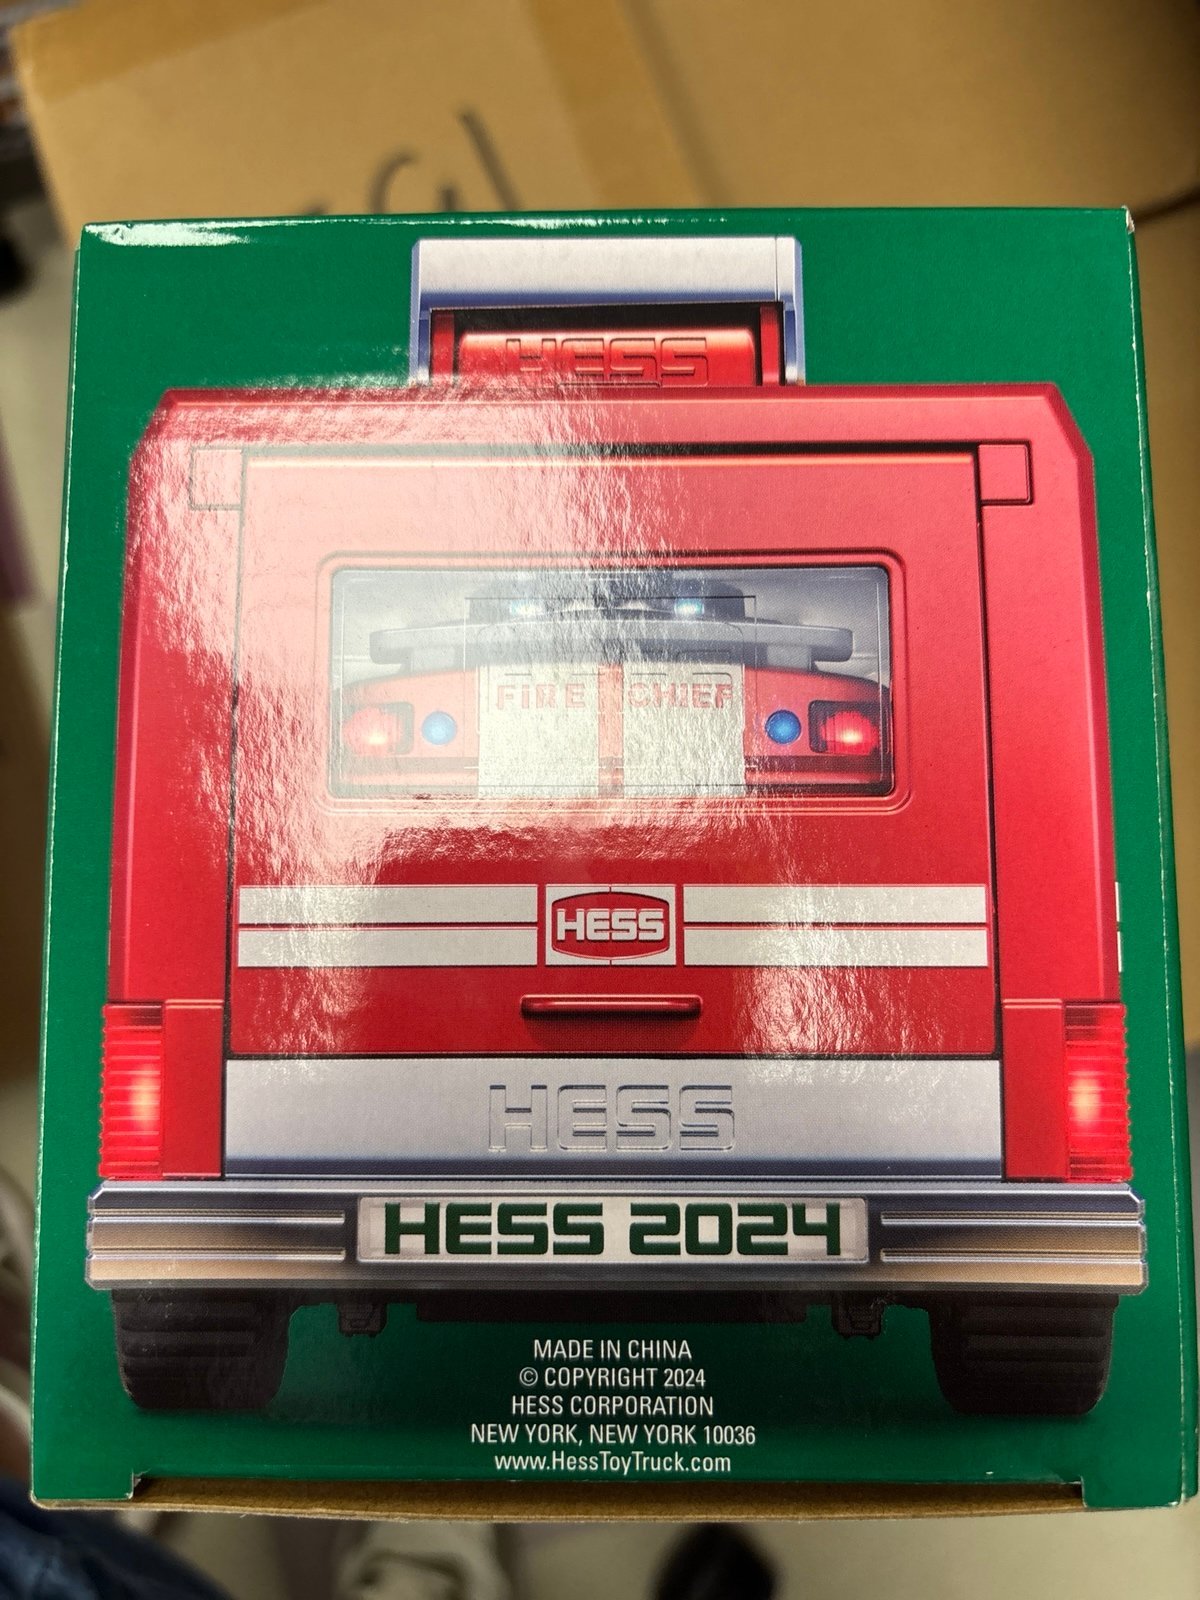 HESS
FIRE CHIEF
HESS
HESS
HESS 2024
MADE IN CHINA
© COPYRIGHT 2024
HESS CORPORATION
NEW YORK, NEW YORK 10036
www.HessToyTruck.com